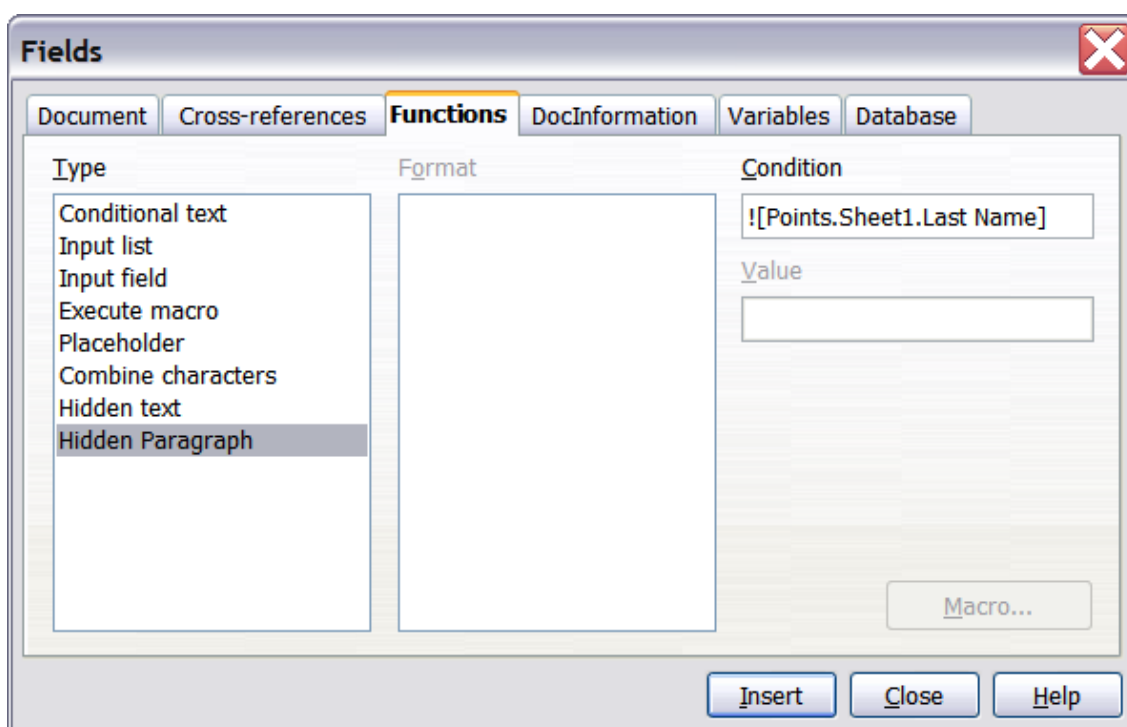 Fields
Document Cross-references Functions DocInformation Variables Database
Type
Conditional text
Input list
Input field
Execute macro
Placeholder
Combine characters
Hidden text
Hidden Paragraph
Format
Condition
![Points.Sheet1.Last Name]
Value
Macro...
Insert Close Help